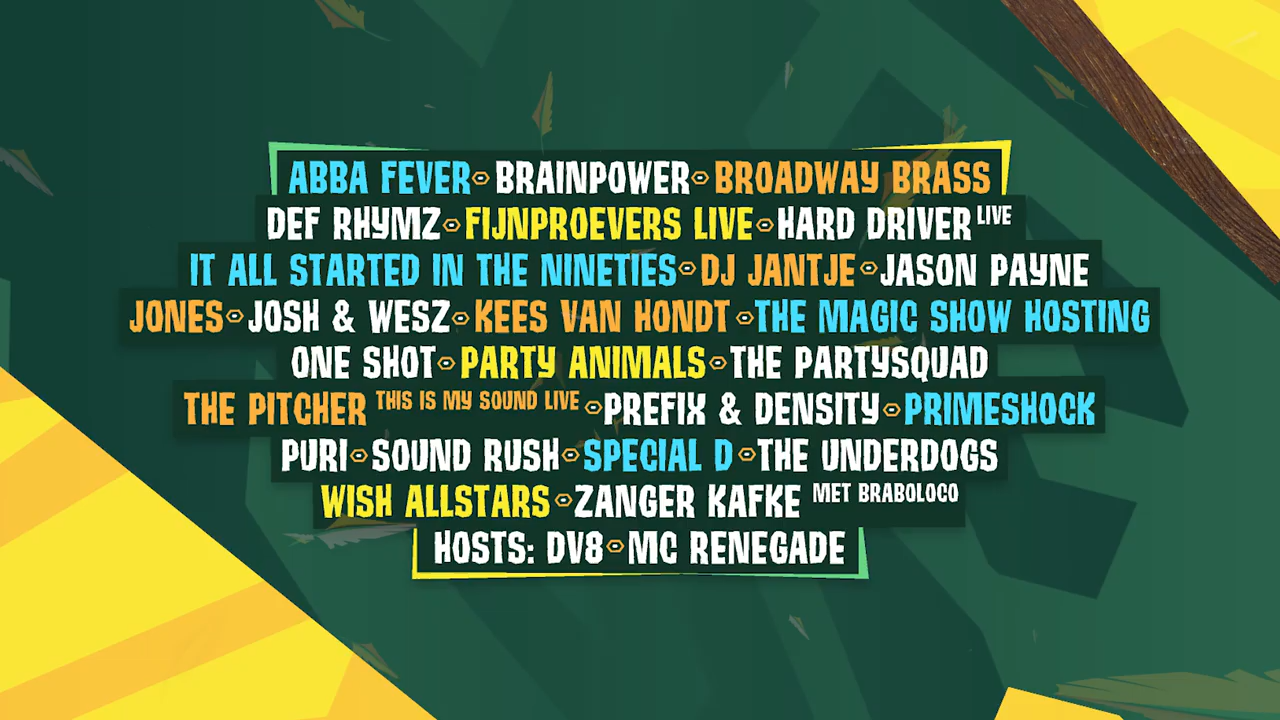 ABBA FEVER BRAINPOWER BROADWAY BRASS
DEF RHYMZ FIJNPROEVERS LIVE HARD DRIVER LIVE
IT ALL STARTED IN THE NINETIES DJ JANTJE JASON PAYNE
JONES JOSH & WESZ KEES VAN HONDT THE MAGIC SHOW HOSTING
ONE SHOT PARTY ANIMALS THE PARTYSQUAD
THE PITCHER THIS IS MY SOUND LIVE PREFIX & DENSITY PRIMESHOCK
PURI SOUND RUSH SPECIAL D THE UNDERDOGS
WISH ALLSTARS ZANGER KAFKE MET BRABOLOCO
HOSTS: DV8 MC RENEGADE